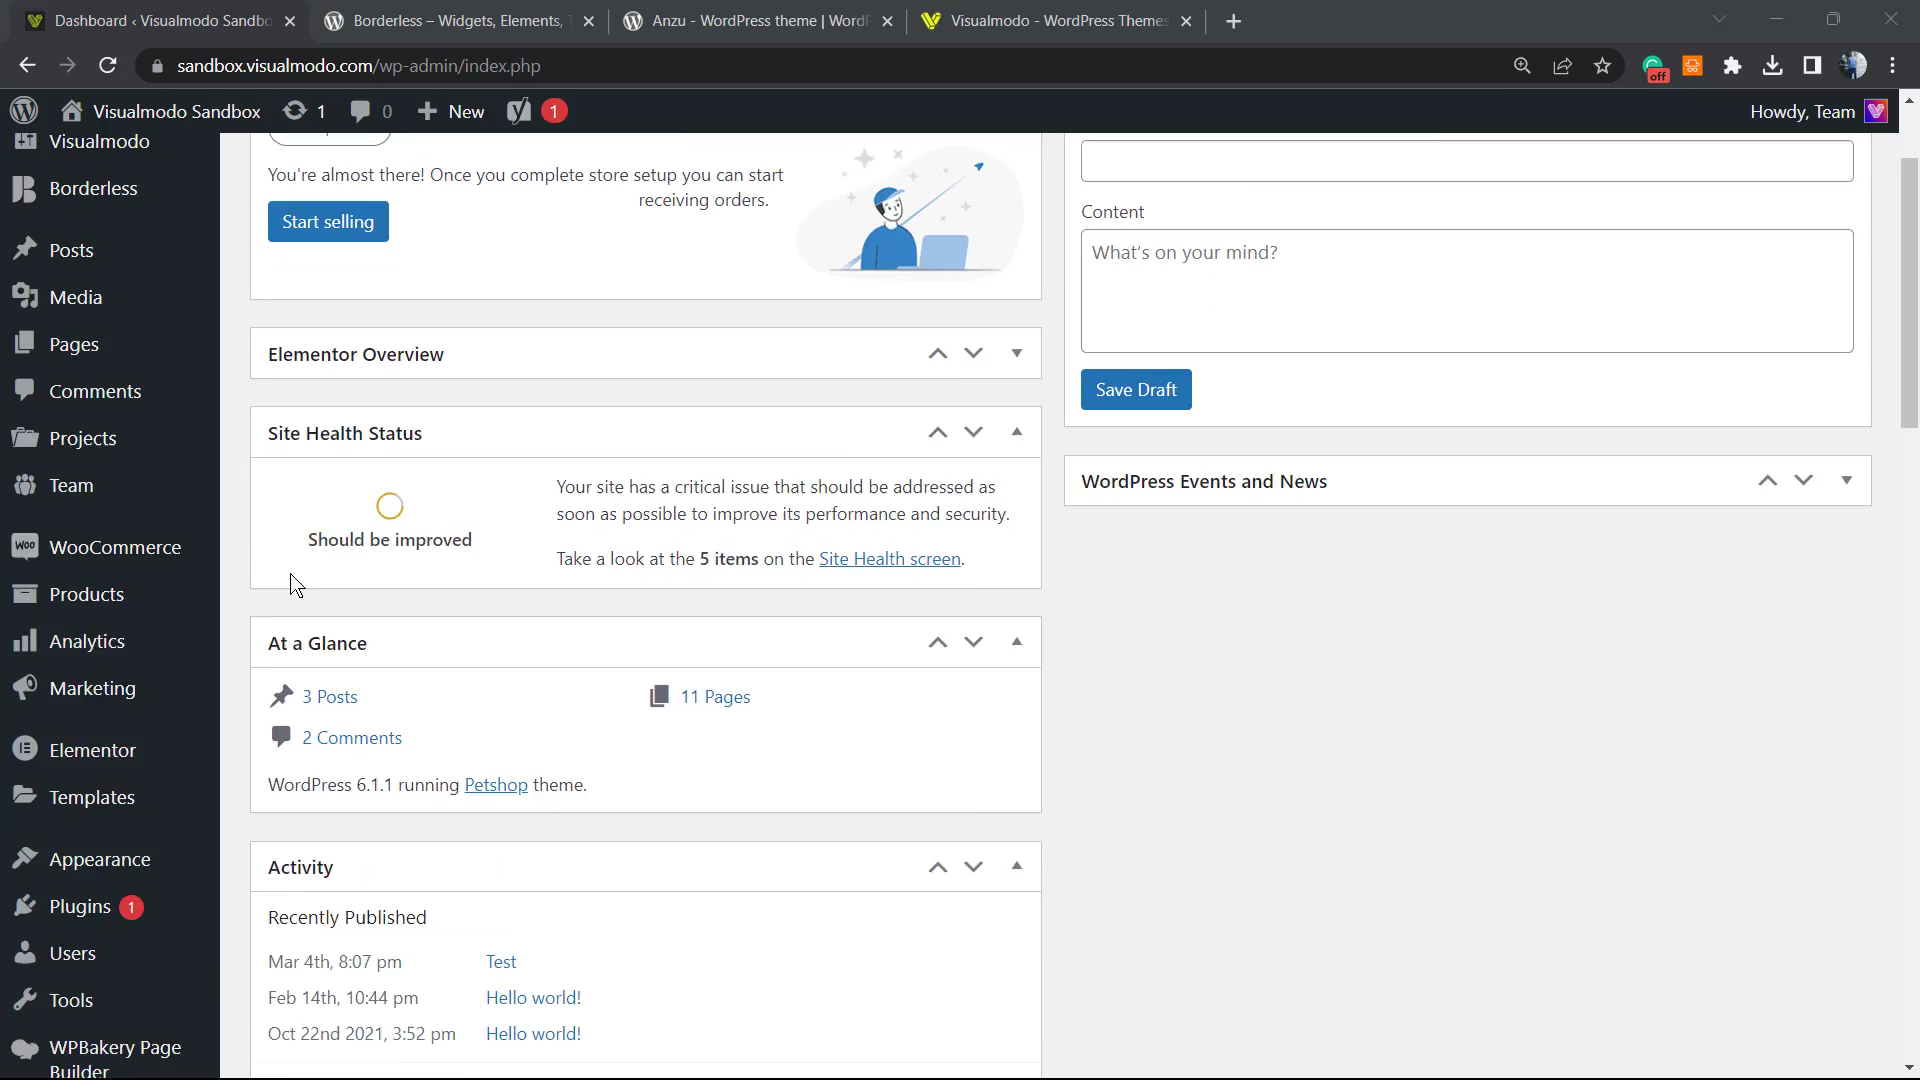 Dashboard ‹ Visualmodo Sandbo
Borderless – Widgets, Elements, T
Anzu - WordPress theme | WordP
Visualmodo - WordPress Themes
sandbox.visualmodo.com/wp-admin/index.php
off
Visualmodo Sandbox
1
0
New
1
Howdy, Team
Visualmodo
Borderless
Posts
Media
Pages
Comments
Projects
Team
WooCommerce
Products
Analytics
Marketing
Elementor
Templates
Appearance
Plugins 1
Users
Tools
WPBakery Page
Builder
You're almost there! Once you complete store setup you can start
receiving orders.
Start selling
Elementor Overview
Site Health Status
Should be improved
Your site has a critical issue that should be addressed as
soon as possible to improve its performance and security.
Take a look at the 5 items on the Site Health screen.
At a Glance
3 Posts
11 Pages
2 Comments
WordPress 6.1.1 running Petshop theme.
Activity
Recently Published
Mar 4th, 8:07 pm Test
Feb 14th, 10:44 pm Hello world!
Oct 22nd 2021, 3:52 pm Hello world!
Content
What's on your mind?
Save Draft
WordPress Events and News